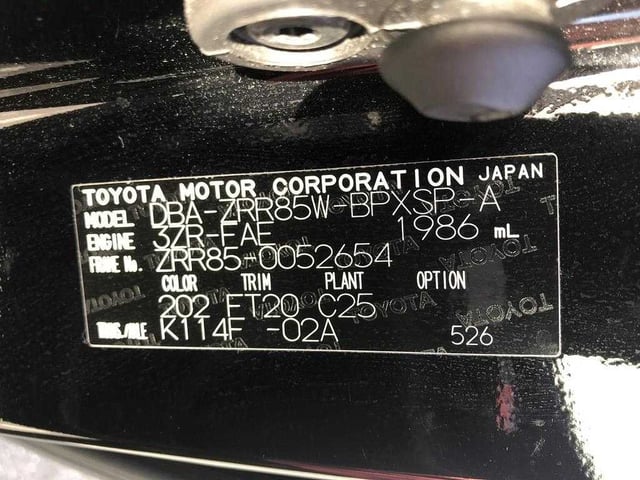 TOYOTA MOTOR CORPORATION JAPAN
MODEL DBA-ZRR85W-BPXSP-A
ENGINE 3ZR-FAE 1986 mL
FRAME No. ZRR85-0052654
COLOR TRIM PLANT OPTION
202 FT20 C25
TRANS/AXLE K114F -02A 526